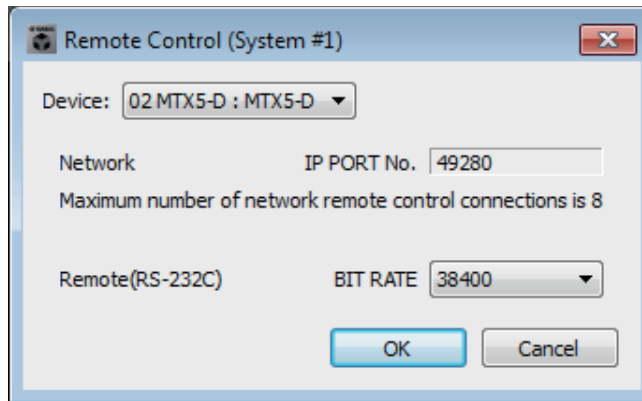 Remote Control (System #1)
Device: 02 MTX5-D : MTX5-D
Network IP PORT No. 49280
Maximum number of network remote control connections is 8
Remote(RS-232C) BIT RATE 38400
OK Cancel